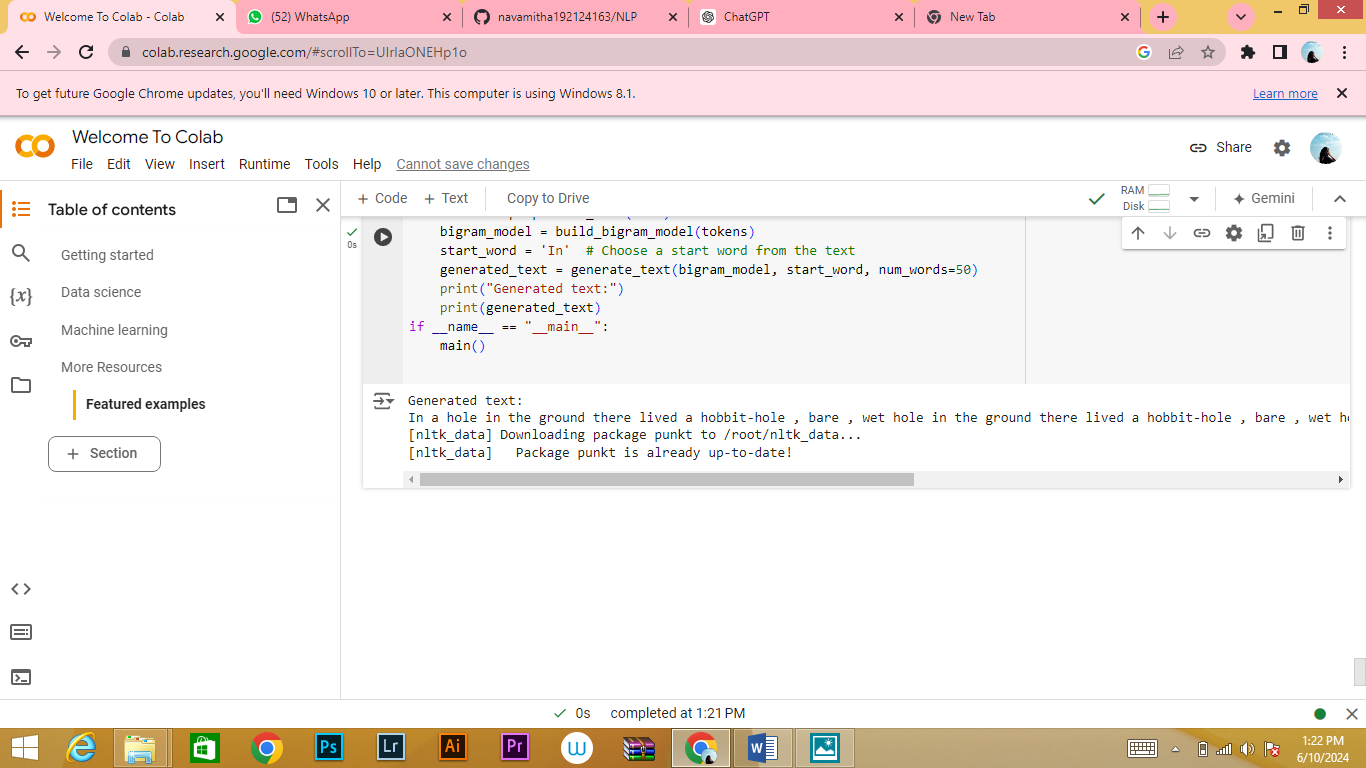 Welcome To Colab - Colab
(52) WhatsApp
navamitha192124163/NLP
ChatGPT
New Tab
colab.research.google.com/#scrollTo=UIrIaONEHp1o
To get future Google Chrome updates, you'll need Windows 10 or later. This computer is using Windows 8.1.
Learn more
CO
Welcome To Colab
File Edit View Insert Runtime Tools Help Cannot save changes
Share
Table of contents
+ Code + Text Copy to Drive
RAM
Disk
Gemini
Getting started
Data science
Machine learning
More Resources
Featured examples
+ Section
{x}
0s
bigram_model = build_bigram_model(tokens)
start_word = 'In'  # Choose a start word from the text
generated_text = generate_text(bigram_model, start_word, num_words=50)
print("Generated text:")
print(generated_text)
if __name__ == "__main__":
main()
Generated text:
In a hole in the ground there lived a hobbit-hole , bare , wet hole in the ground there lived a hobbit-hole , bare , wet
[nltk_data] Downloading package punkt to /root/nltk_data...
[nltk_data]   Package punkt is already up-to-date!
0s completed at 1:21 PM
Ps
Lr
Ai
Pr
W
1:22 PM
6/10/2024